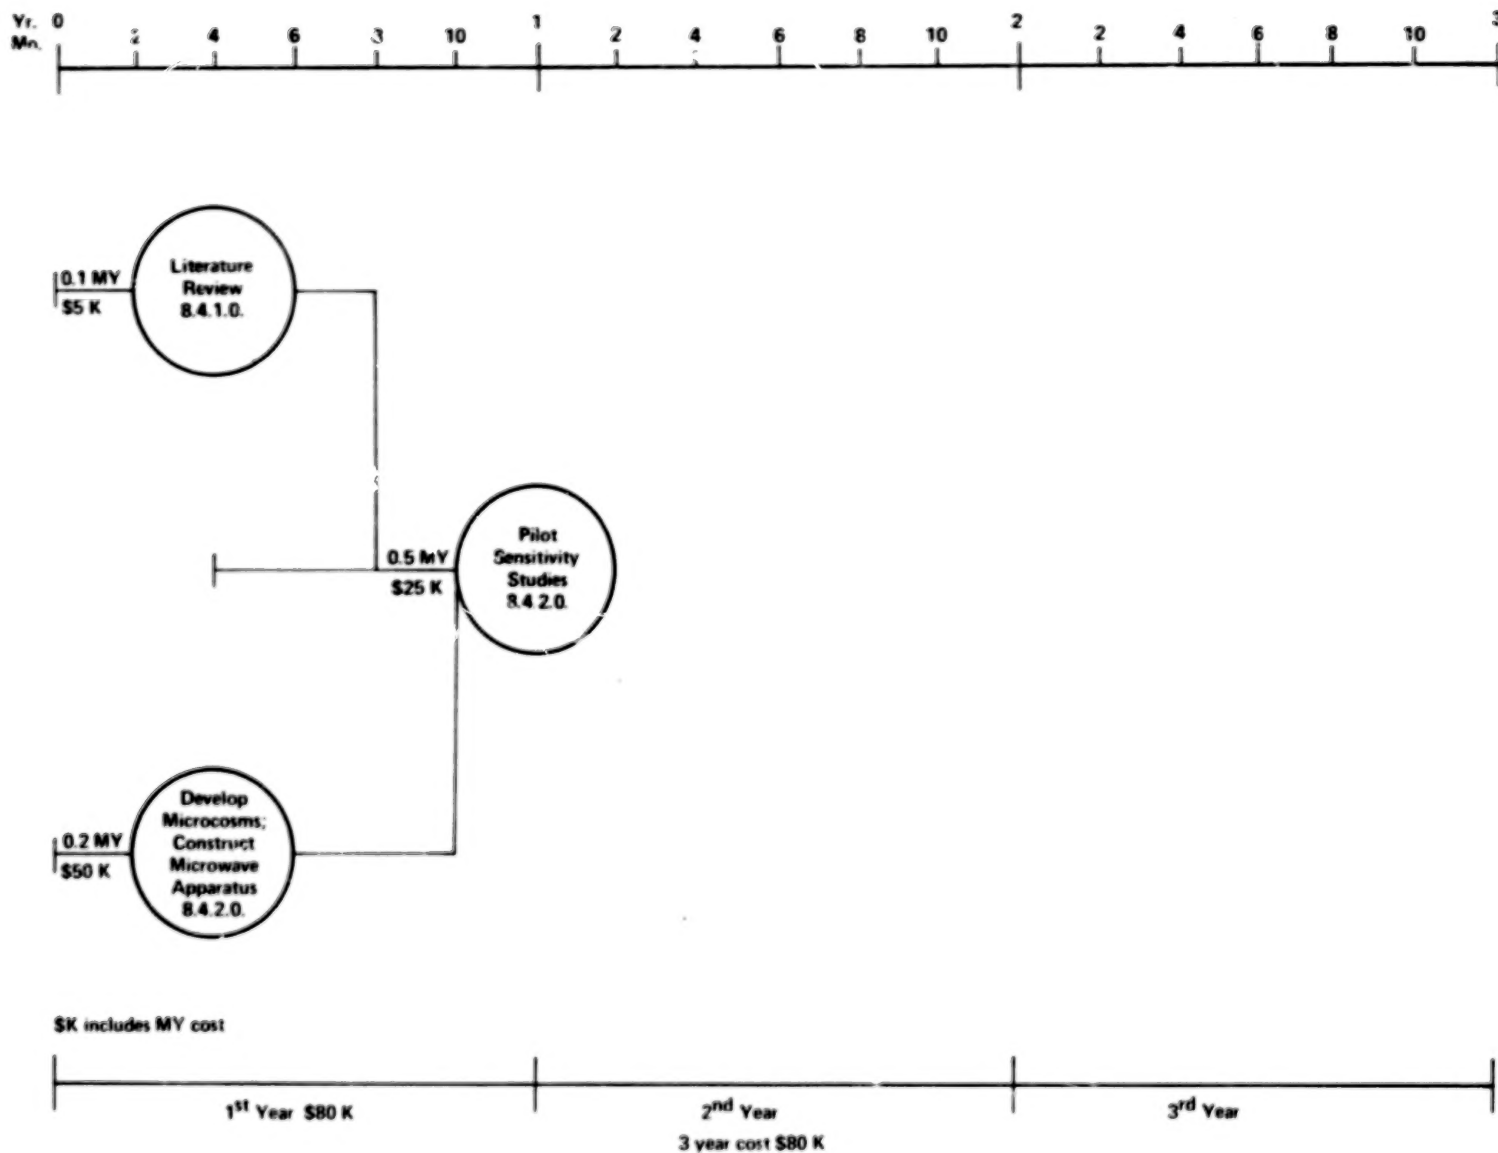 Yr. 0 1 2 3
Mn. 2 4 6 8 10 2 4 6 8 10 2 4 6 8 10
0.1 MY
$5 K
Literature
Review
8.4.1.0.
0.5 MY
$25 K
Pilot
Sensitivity
Studies
8.4.2.0.
0.2 MY
$50 K
Develop
Microcosms;
Construct
Microwave
Apparatus
8.4.2.0.
$K includes MY cost
1st Year $80 K 2nd Year 3rd Year
3 year cost $80 K